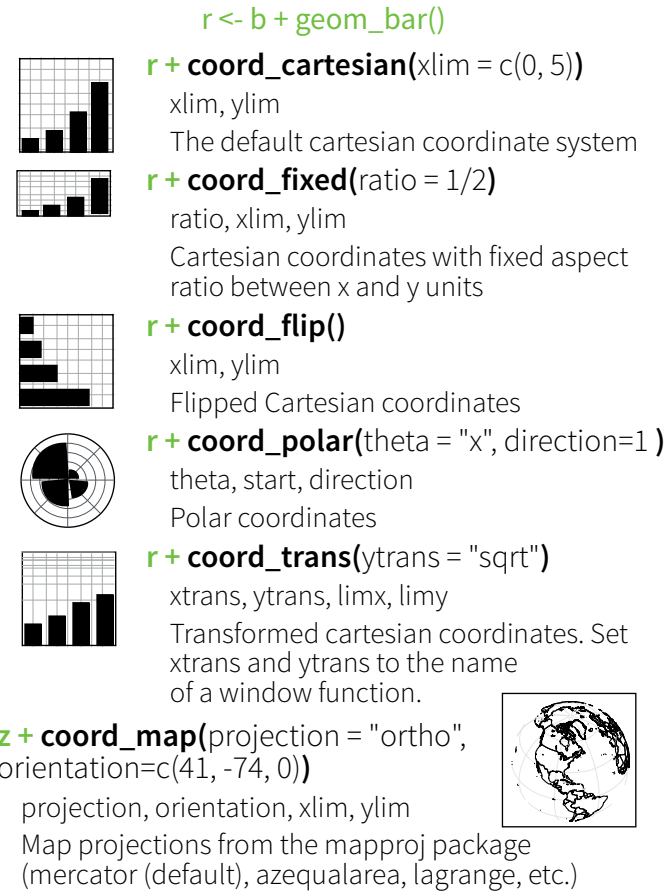 r <- b + geom_bar()
r + coord_cartesian(xlim = c(0, 5))
xlim, ylim
The default cartesian coordinate system
r + coord_fixed(ratio = 1/2)
ratio, xlim, ylim
Cartesian coordinates with fixed aspect
ratio between x and y units
r + coord_flip()
xlim, ylim
Flipped Cartesian coordinates
r + coord_polar(theta = "x", direction=1 )
theta, start, direction
Polar coordinates
r + coord_trans(ytrans = "sqrt")
xtrans, ytrans, limx, limy
Transformed cartesian coordinates. Set
xtrans and ytrans to the name
of a window function.
z + coord_map(projection = "ortho",
orientation=c(41, -74, 0))
projection, orientation, xlim, ylim
Map projections from the mapproj package
(mercator (default), azequalarea, lagrange, etc.)